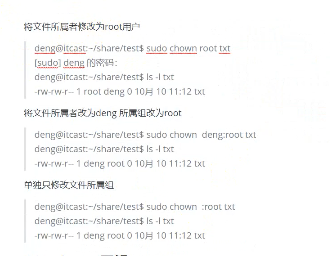 将文件所属者修改为root用户
deng@itcast:~/share/test$ sudo chown root txt
[sudo] deng 的密码：
deng@itcast:~/share/test$ ls -l txt
-rw-rw-r-- 1 root deng 0 10月 10 11:12 txt
将文件所属者改为deng 所属组改为root
deng@itcast:~/share/test$ sudo chown deng:root txt
deng@itcast:~/share/test$ ls -l txt
-rw-rw-r-- 1 deng root 0 10月 10 11:12 txt
单独只修改文件所属组
deng@itcast:~/share/test$ sudo chown :root txt
deng@itcast:~/share/test$ ls -l txt
-rw-rw-r-- 1 deng root 0 10月 10 11:12 txt